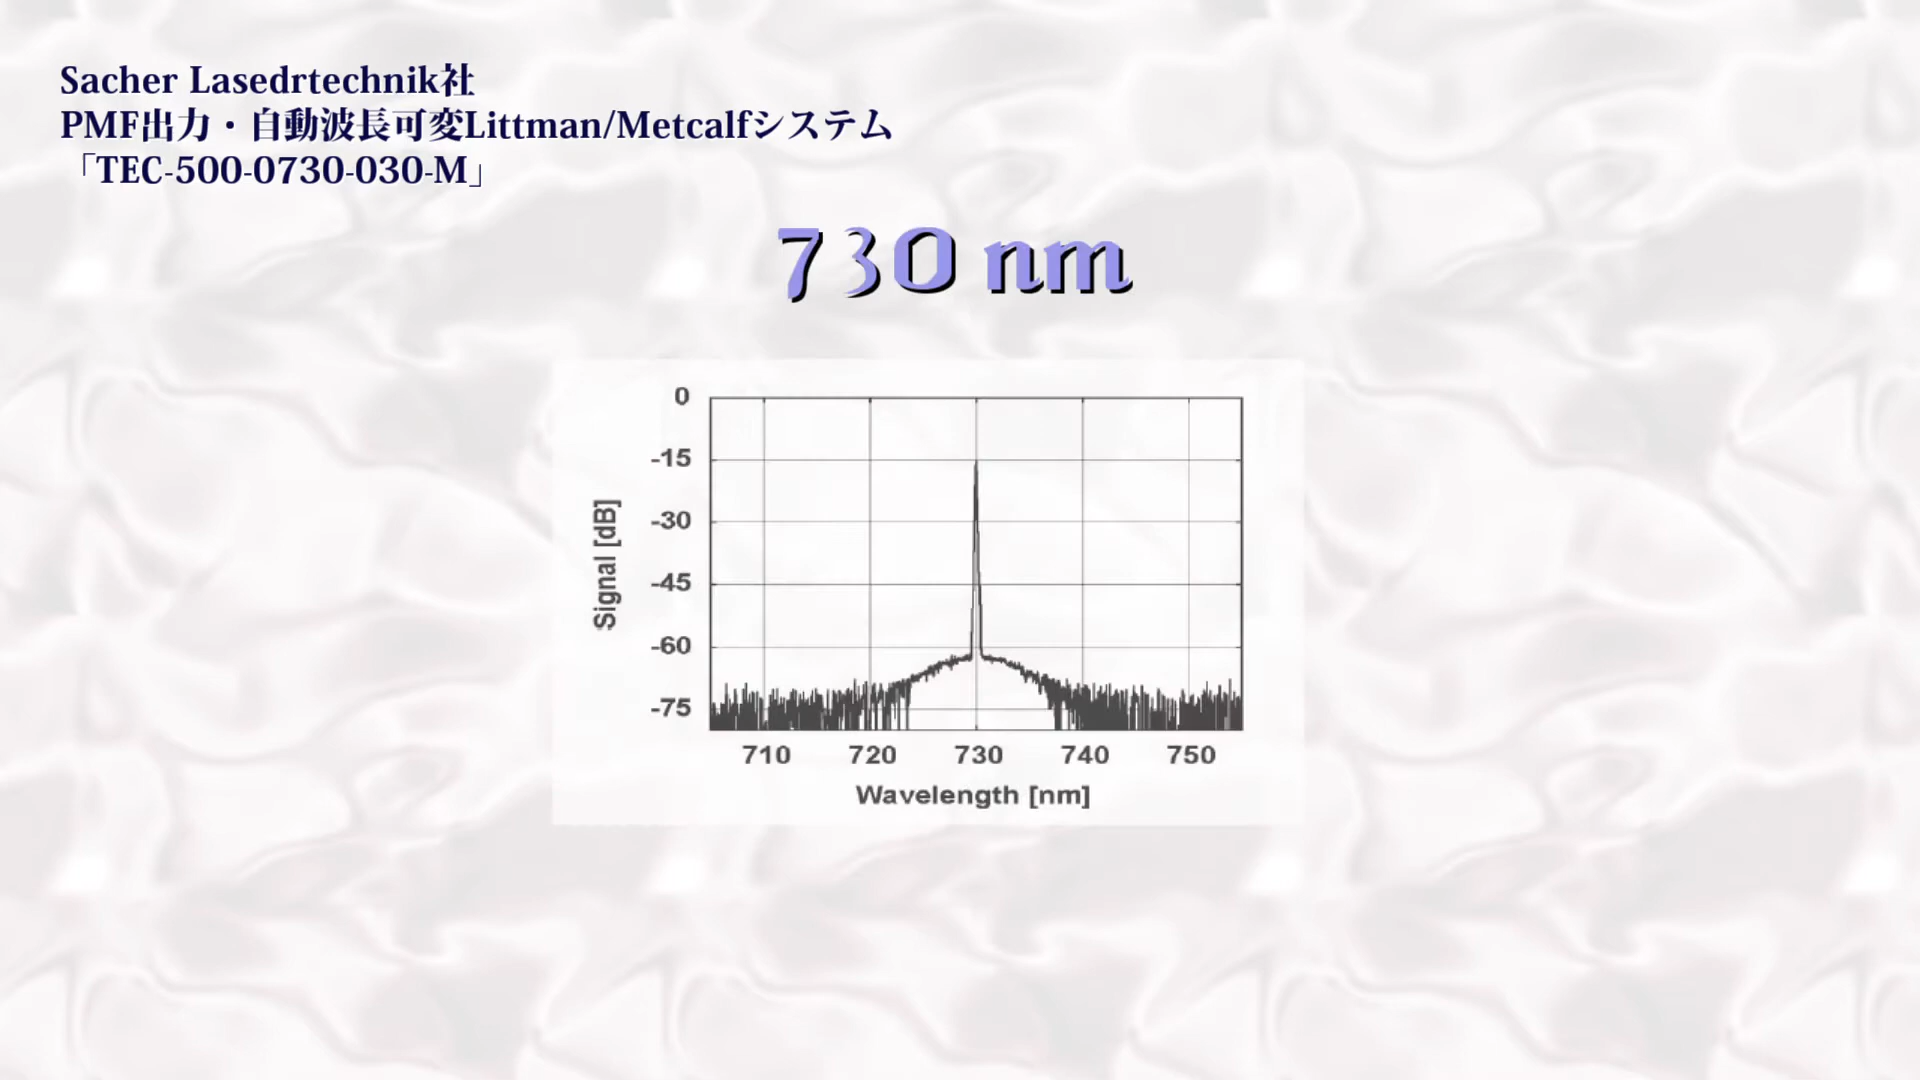 Sacher Lasedrtechnik社
PMF出力・自動波長可変Littman/Metcalfシステム
「TEC-500-0730-030-M」
730 nm
0
-15
-30
-45
-60
-75
Signal [dB]
710 720 730 740 750
Wavelength [nm]